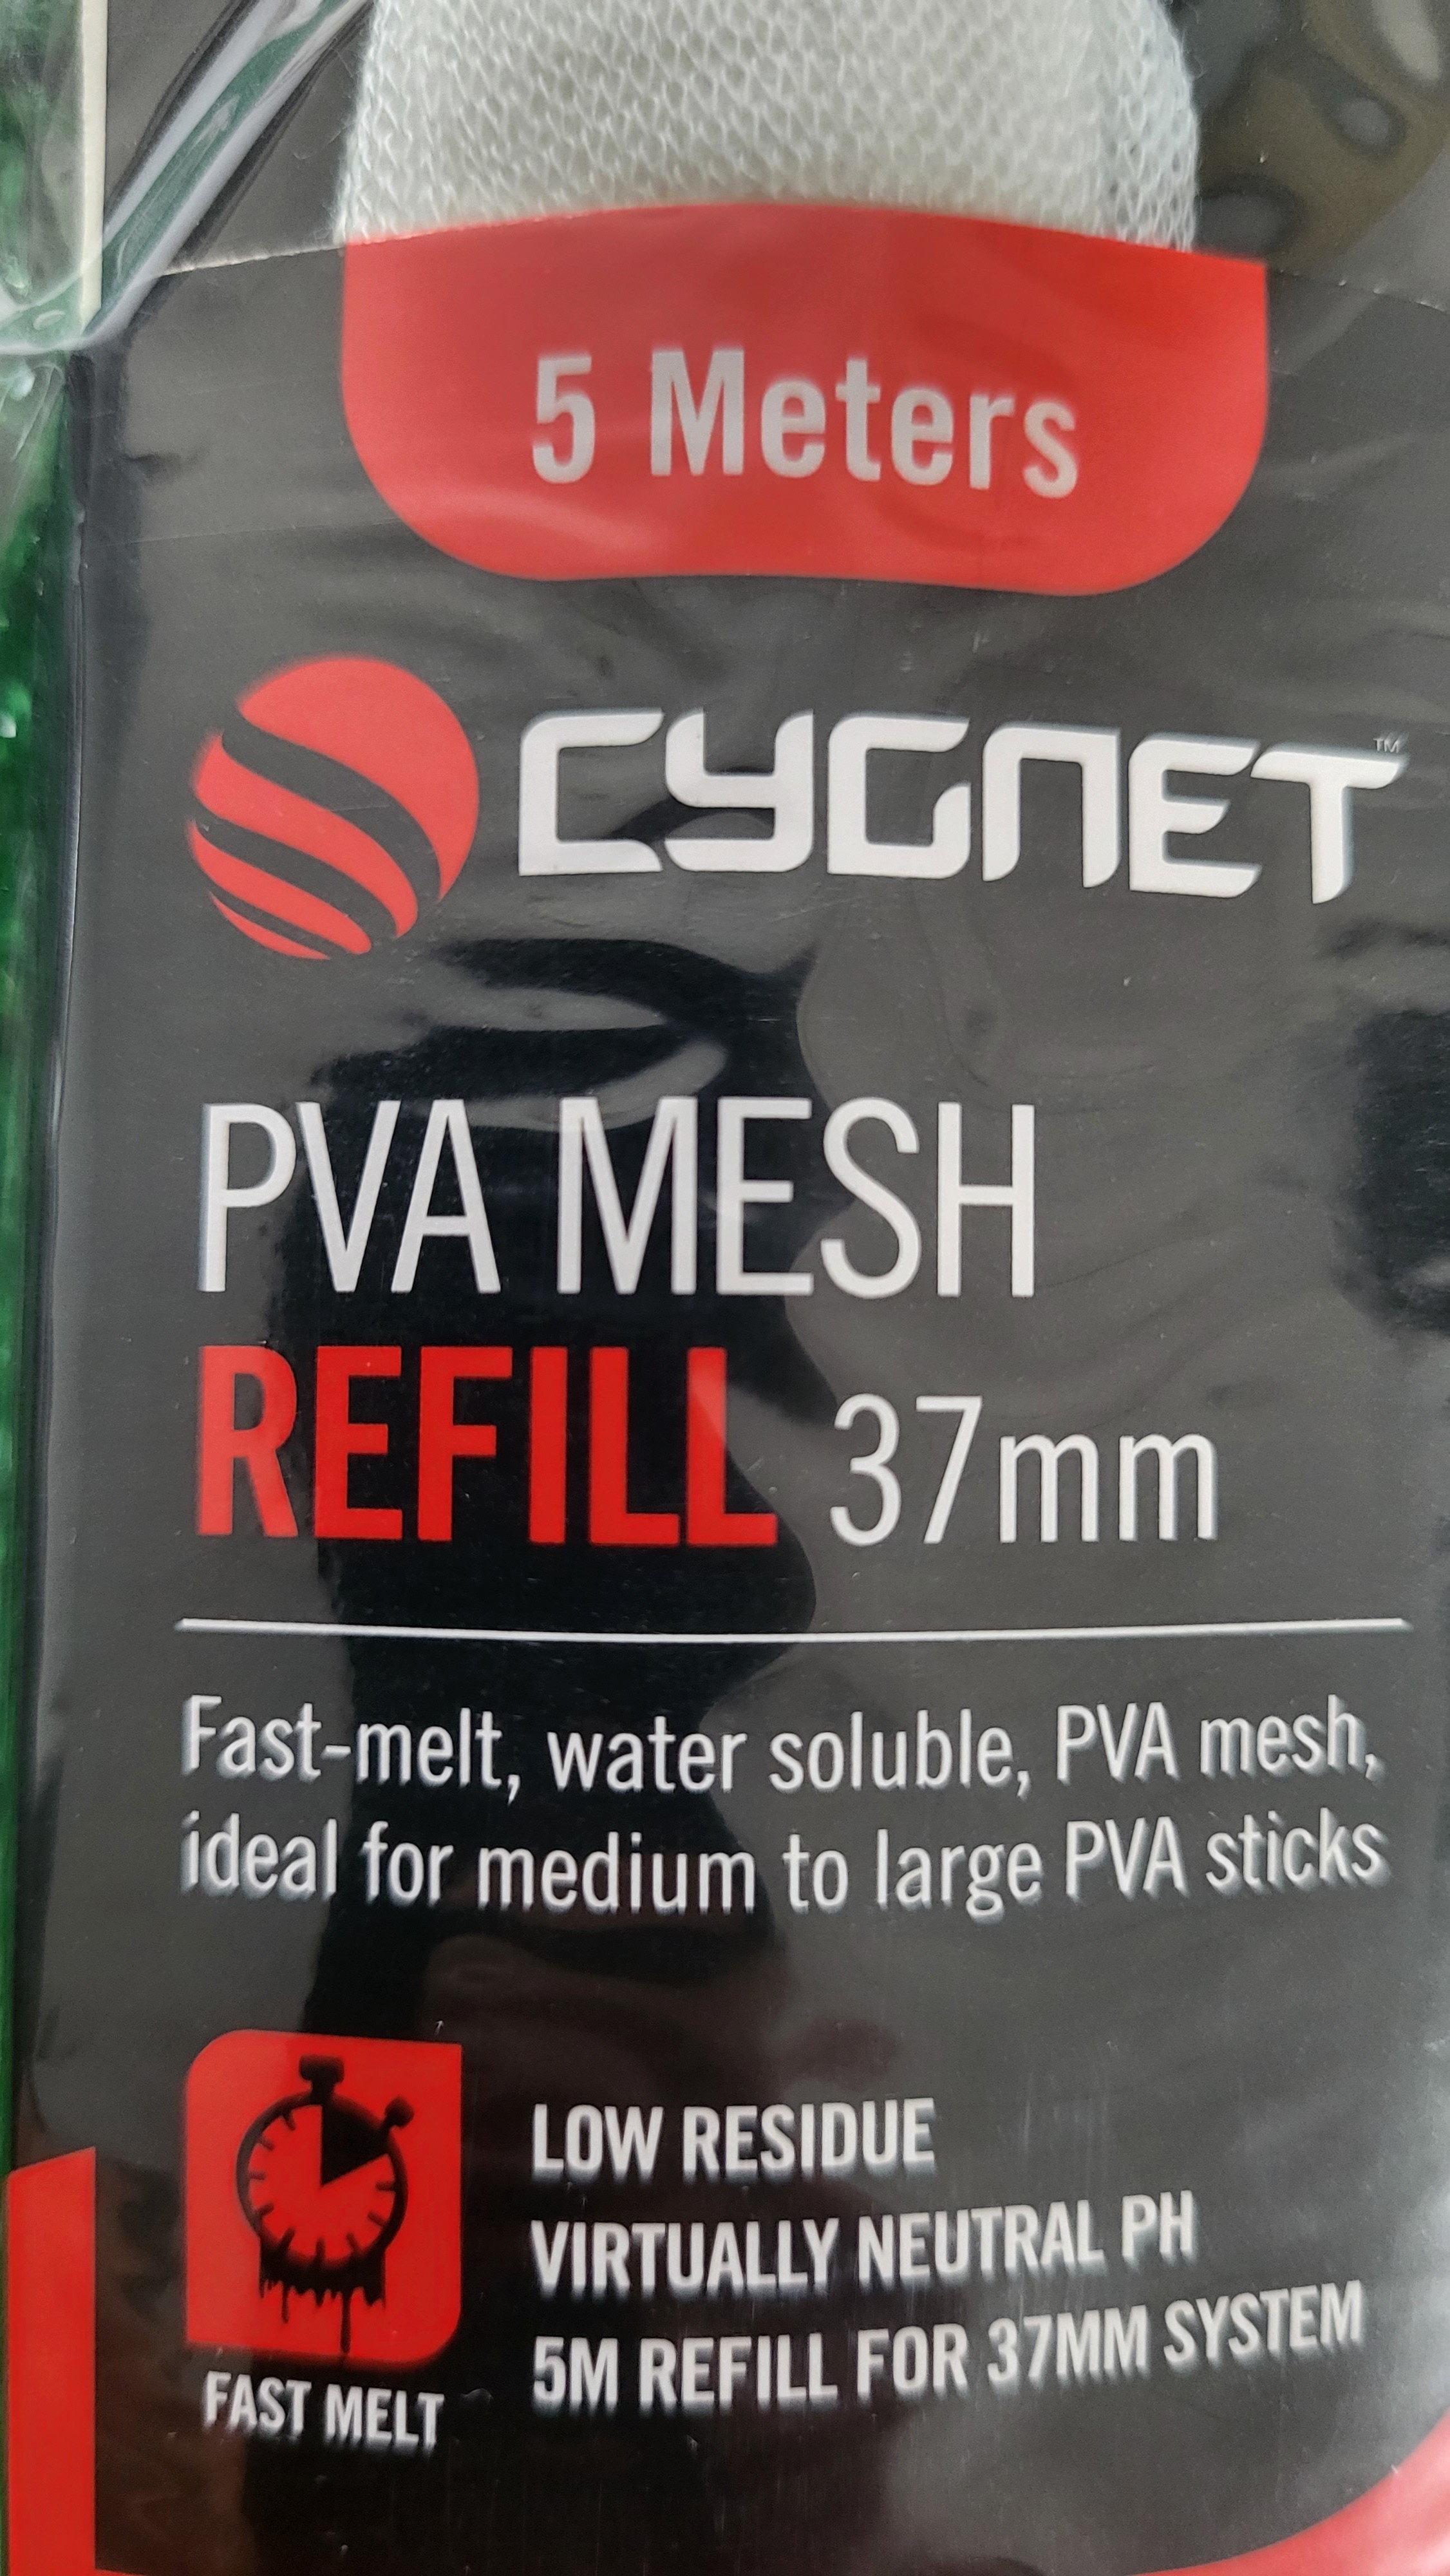 5 Meters
CYGNET™
PVA MESH
REFILL 37mm
Fast-melt, water soluble, PVA mesh,
ideal for medium to large PVA sticks
LOW RESIDUE
VIRTUALLY NEUTRAL PH
5M REFILL FOR 37MM SYSTEM
FAST MELT